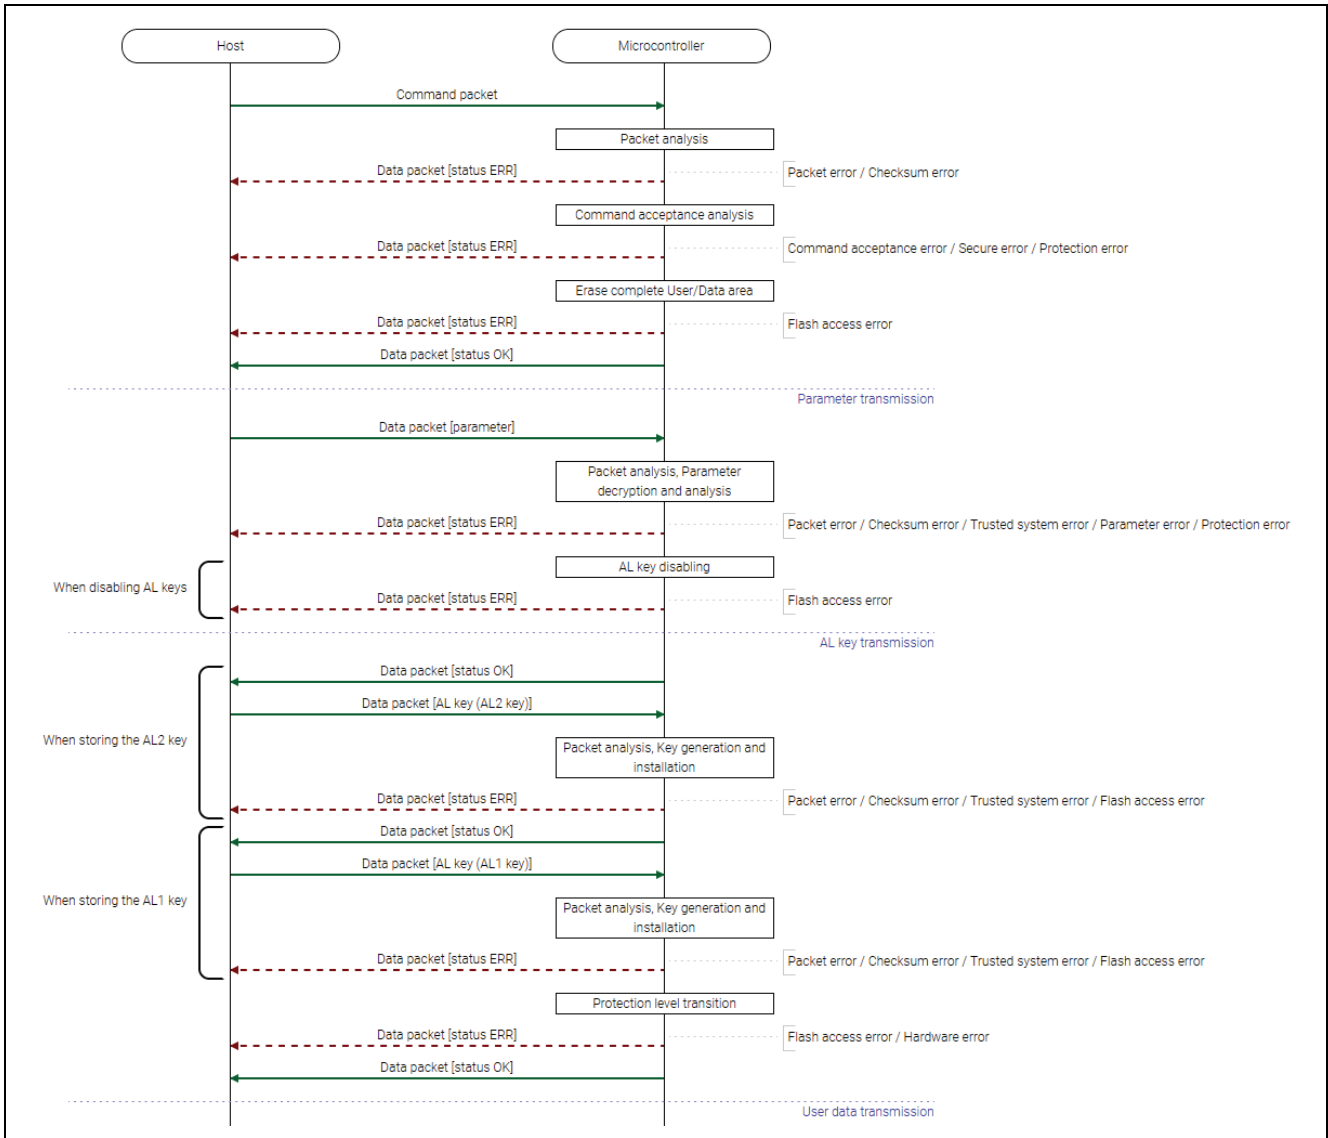 Host
Microcontroller
Command packet
Packet analysis
Data packet [status ERR]
Packet error / Checksum error
Command acceptance analysis
Data packet [status ERR]
Command acceptance error / Secure error / Protection error
Erase complete User/Data area
Data packet [status ERR]
Flash access error
Data packet [status OK]
Parameter transmission
Data packet [parameter]
Packet analysis, Parameter
decryption and analysis
Data packet [status ERR]
Packet error / Checksum error / Trusted system error / Parameter error / Protection error
AL key disabling
When disabling AL keys
Data packet [status ERR]
Flash access error
AL key transmission
Data packet [status OK]
Data packet [AL key (AL2 key)]
When storing the AL2 key
Packet analysis, Key generation and
installation
Data packet [status ERR]
Packet error / Checksum error / Trusted system error / Flash access error
Data packet [status OK]
Data packet [AL key (AL1 key)]
When storing the AL1 key
Packet analysis, Key generation and
installation
Data packet [status ERR]
Packet error / Checksum error / Trusted system error / Flash access error
Protection level transition
Data packet [status ERR]
Flash access error / Hardware error
Data packet [status OK]
User data transmission